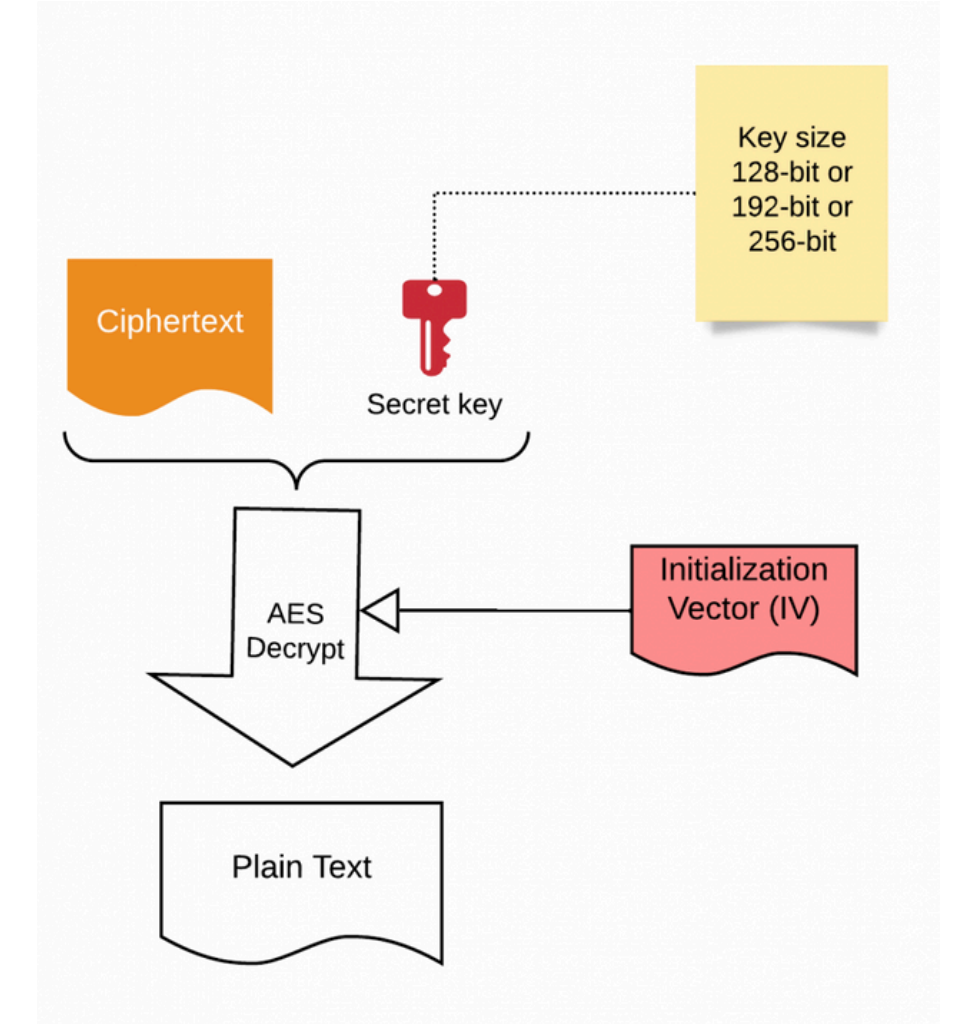 Key size
128-bit or
192-bit or
256-bit
Ciphertext
Secret key
Initialization
Vector (IV)
AES
Decrypt
Plain Text